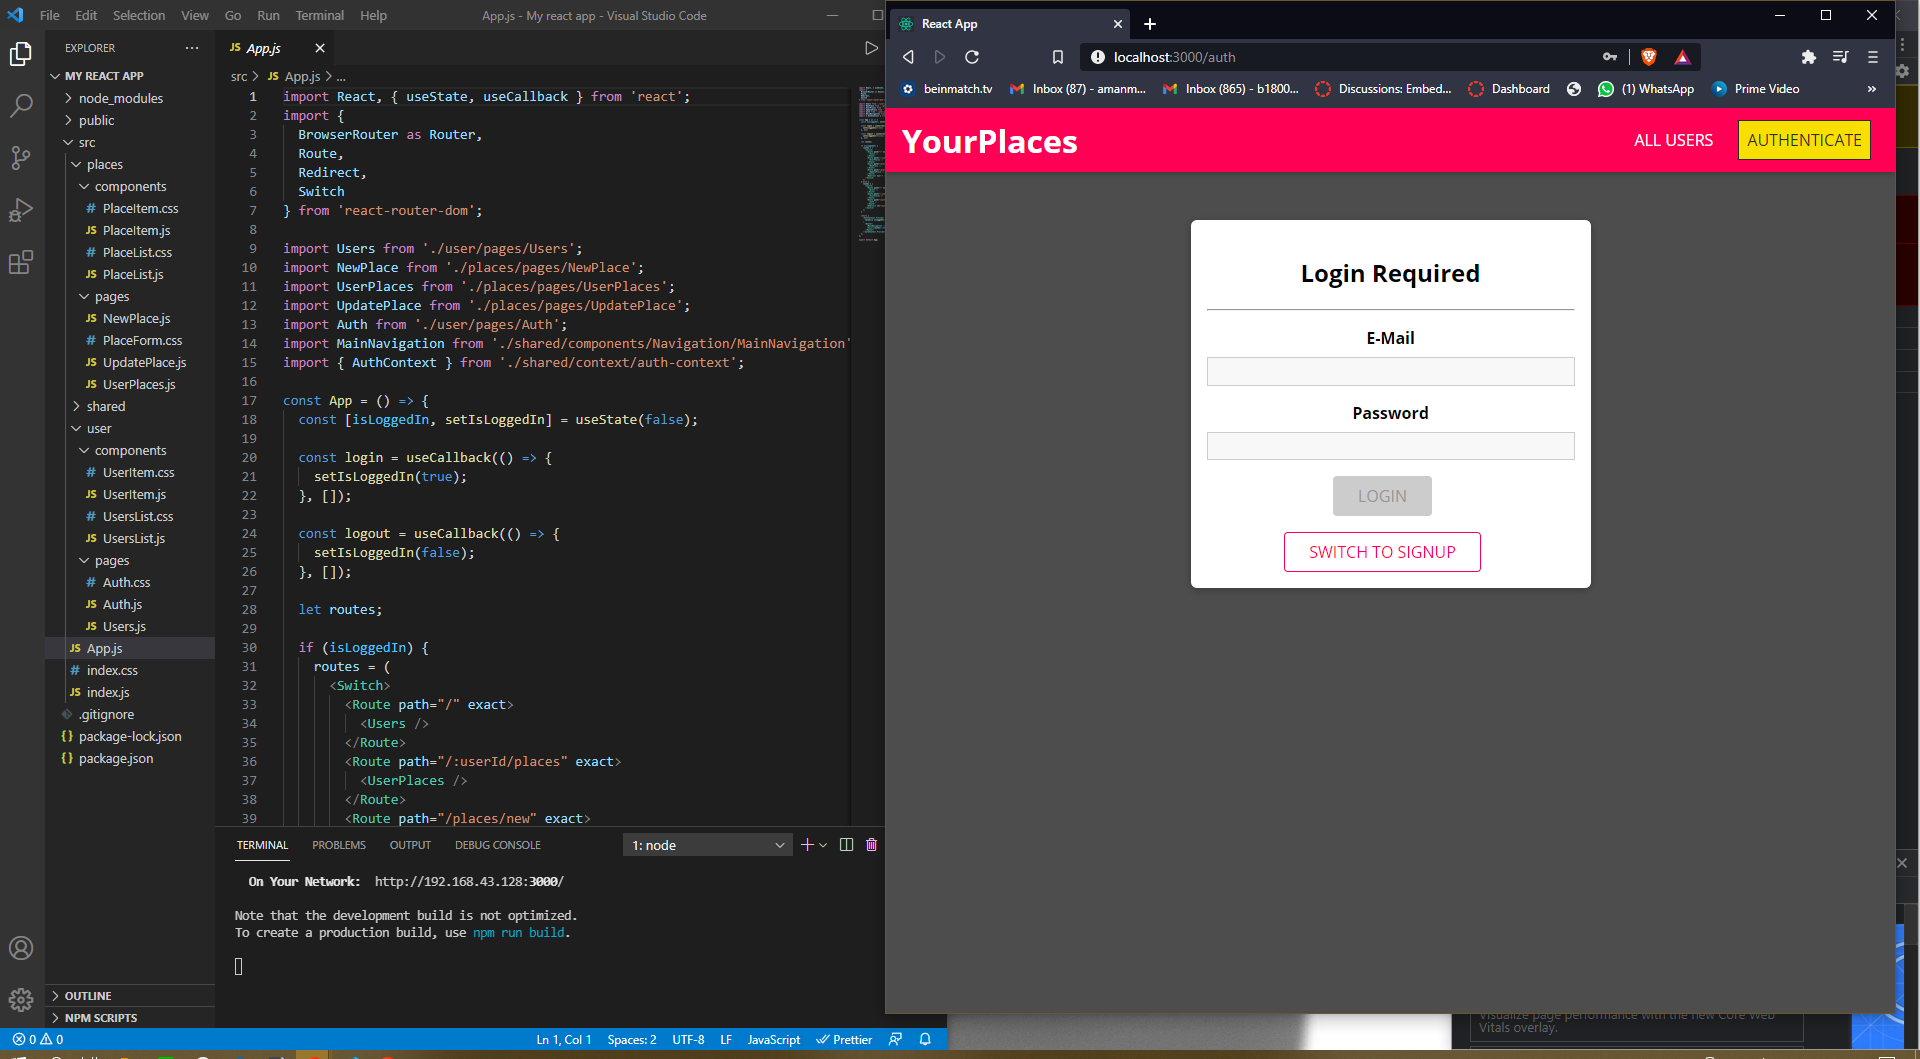 File Edit Selection View Go Run Terminal Help
App.js - My react app - Visual Studio Code
EXPLORER
MY REACT APP
node_modules
public
src
places
components
PlaceItem.css
JS PlaceItem.js
PlaceList.css
JS PlaceList.js
pages
JS NewPlace.js
PlaceForm.css
JS UpdatePlace.js
JS UserPlaces.js
shared
user
components
UserItem.css
JS UserItem.js
UsersList.css
JS UsersList.js
pages
Auth.css
JS Auth.js
JS Users.js
JS App.js
index.css
JS index.js
.gitignore
package-lock.json
package.json
OUTLINE
NPM SCRIPTS
JS App.js
src > JS App.js > ...
1 import React, { useState, useCallback } from 'react';
2 import {
3 BrowserRouter as Router,
4 Route,
5 Redirect,
6 Switch
7 } from 'react-router-dom';
8
9 import Users from './user/pages/Users';
10 import NewPlace from './places/pages/NewPlace';
11 import UserPlaces from './places/pages/UserPlaces';
12 import UpdatePlace from './places/pages/UpdatePlace';
13 import Auth from './user/pages/Auth';
14 import MainNavigation from './shared/components/Navigation/MainNavigation'
15 import { AuthContext } from './shared/context/auth-context';
16
17 const App = () => {
18 const [isLoggedIn, setIsLoggedIn] = useState(false);
19
20 const login = useCallback(() => {
21 setIsLoggedIn(true);
22 }, []);
23
24 const logout = useCallback(() => {
25 setIsLoggedIn(false);
26 }, []);
27
28 let routes;
29
30 if (isLoggedIn) {
31 routes = (
32 <Switch>
33 <Route path="/" exact>
34 <Users />
35 </Route>
36 <Route path="/:userId/places" exact>
37 <UserPlaces />
38 </Route>
39 <Route path="/places/new" exact>
TERMINAL PROBLEMS OUTPUT DEBUG CONSOLE
1: node
On Your Network: http://192.168.43.128:3000/
Note that the development build is not optimized.
To create a production build, use npm run build.
0 0
Ln 1, Col 1 Spaces: 2 UTF-8 LF JavaScript Prettier
React App
localhost:3000/auth
beinmatch.tv Inbox (87) - amanm... Inbox (865) - b1800... Discussions: Embed... Dashboard (1) WhatsApp Prime Video
YourPlaces
ALL USERS
AUTHENTICATE
Login Required
E-Mail
Password
LOGIN
SWITCH TO SIGNUP
Visualize page performance with the new Core Web
Vitals overlay.